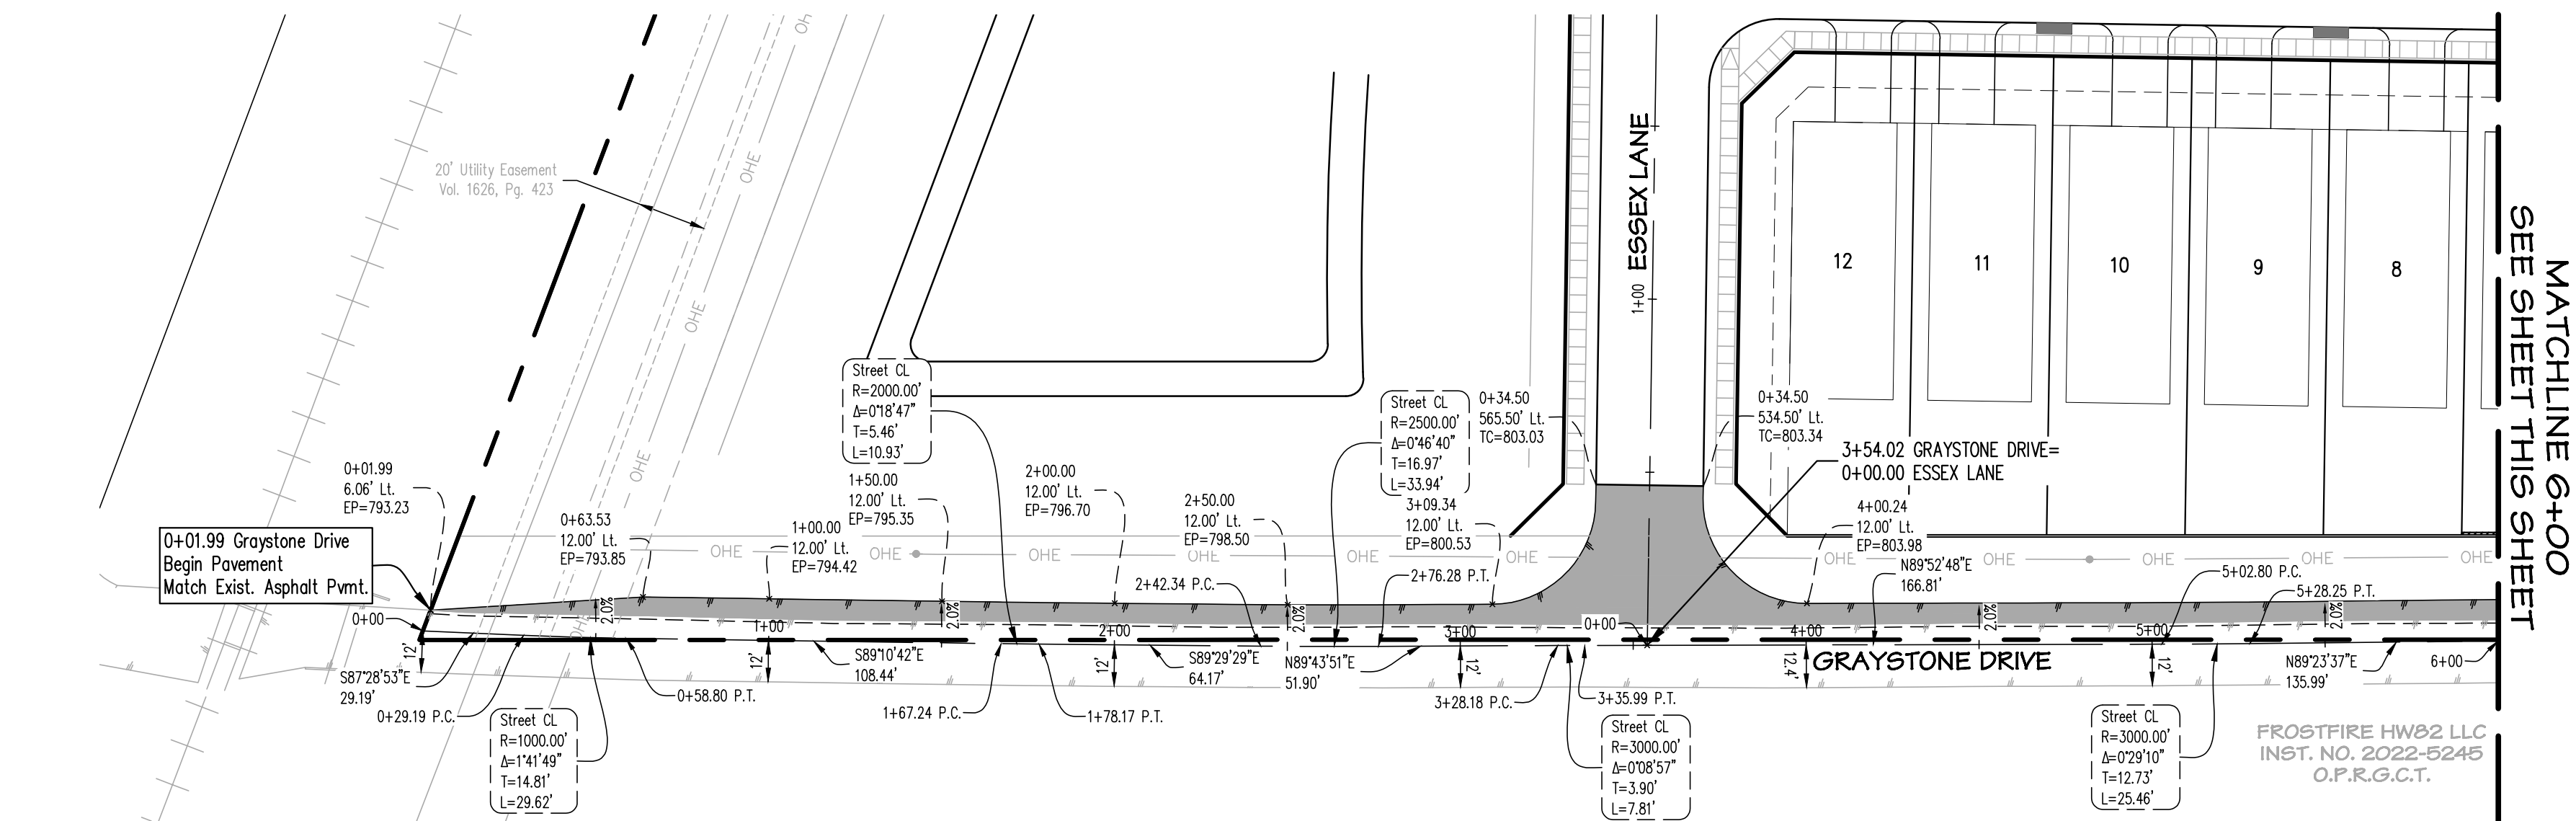 20' Utility Easement
Vol. 1626, Pg. 423
OHE
OHE
OHE
OHE
OH
OHE
0+01.99 Graystone Drive
Begin Pavement
Match Exist. Asphalt Pvmt.
0+01.99
6.06' Lt.
EP=793.23
0+63.53
12.00' Lt.
EP=793.85
1+00.00
12.00' Lt.
EP=794.42
Street CL
R=2000.00'
Δ=0°18'47"
T=5.46'
L=10.93'
1+50.00
12.00' Lt.
EP=795.35
2+00.00
12.00' Lt.
EP=796.70
2+50.00
12.00' Lt.
EP=798.50
Street CL
R=2500.00'
Δ=0°46'40"
T=16.97'
L=33.94'
3+09.34
12.00' Lt.
EP=800.53
0+34.50
565.50' Lt.
TC=803.03
ESSEX LANE
1+00
0+34.50
534.50' Lt.
TC=803.34
3+54.02 GRAYSTONE DRIVE=
0+00.00 ESSEX LANE
4+00.24
12.00' Lt.
EP=803.98
12
11
10
9
8
OHE
OHE
OHE
OHE
OHE
OHE
OHE
OHE
OHE
OHE
2+42.34 P.C.
2+76.28 P.T.
N89°52'48"E
166.81'
5+02.80 P.C.
5+28.25 P.T.
2.0%
2.0%
2.0%
2.0%
2.0%
0+00
1+00
2+00
3+00
0+00
4+00
5+00
6+00
12'
12'
12'
12'
12.4'
12'
GRAYSTONE DRIVE
S87°28'53"E
29.19'
0+29.19 P.C.
0+58.80 P.T.
S89°10'42"E
108.44'
1+67.24 P.C.
1+78.17 P.T.
S89°29'29"E
64.17'
N89°43'51"E
51.90'
3+28.18 P.C.
3+35.99 P.T.
N89°23'37"E
135.99'
Street CL
R=1000.00'
Δ=1°41'49"
T=14.81'
L=29.62'
Street CL
R=3000.00'
Δ=0°08'57"
T=3.90'
L=7.81'
Street CL
R=3000.00'
Δ=0°29'10"
T=12.73'
L=25.46'
FROSTFIRE HW82 LLC
INST. NO. 2022-5245
O.P.R.G.C.T.
MATCHLINE 6+00
SEE SHEET THIS SHEET